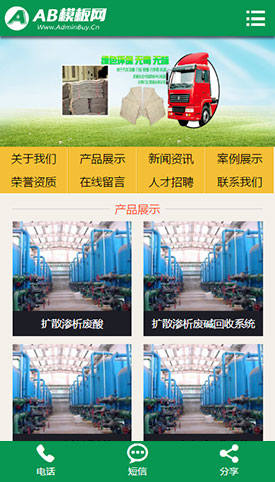 AB模板网
Www.AdminBuy.Cn
绿色环保 无毒 无味
关于我们 产品展示 新闻资讯 案例展示
荣誉资质 在线留言 人才招聘 联系我们
产品展示
扩散渗析废酸 扩散渗析废碱回收系统
电话 短信 分享